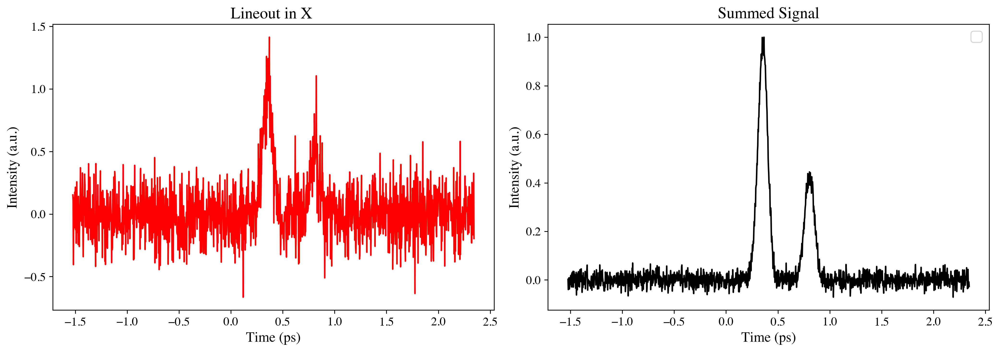 Lineout in X
Intensity (a.u.)
1.5
1.0
0.5
0.0
−0.5
−1.5 −1.0 −0.5 0.0 0.5 1.0 1.5 2.0 2.5
Time (ps)
Summed Signal
Intensity (a.u.)
1.0
0.8
0.6
0.4
0.2
0.0
−1.5 −1.0 −0.5 0.0 0.5 1.0 1.5 2.0 2.5
Time (ps)